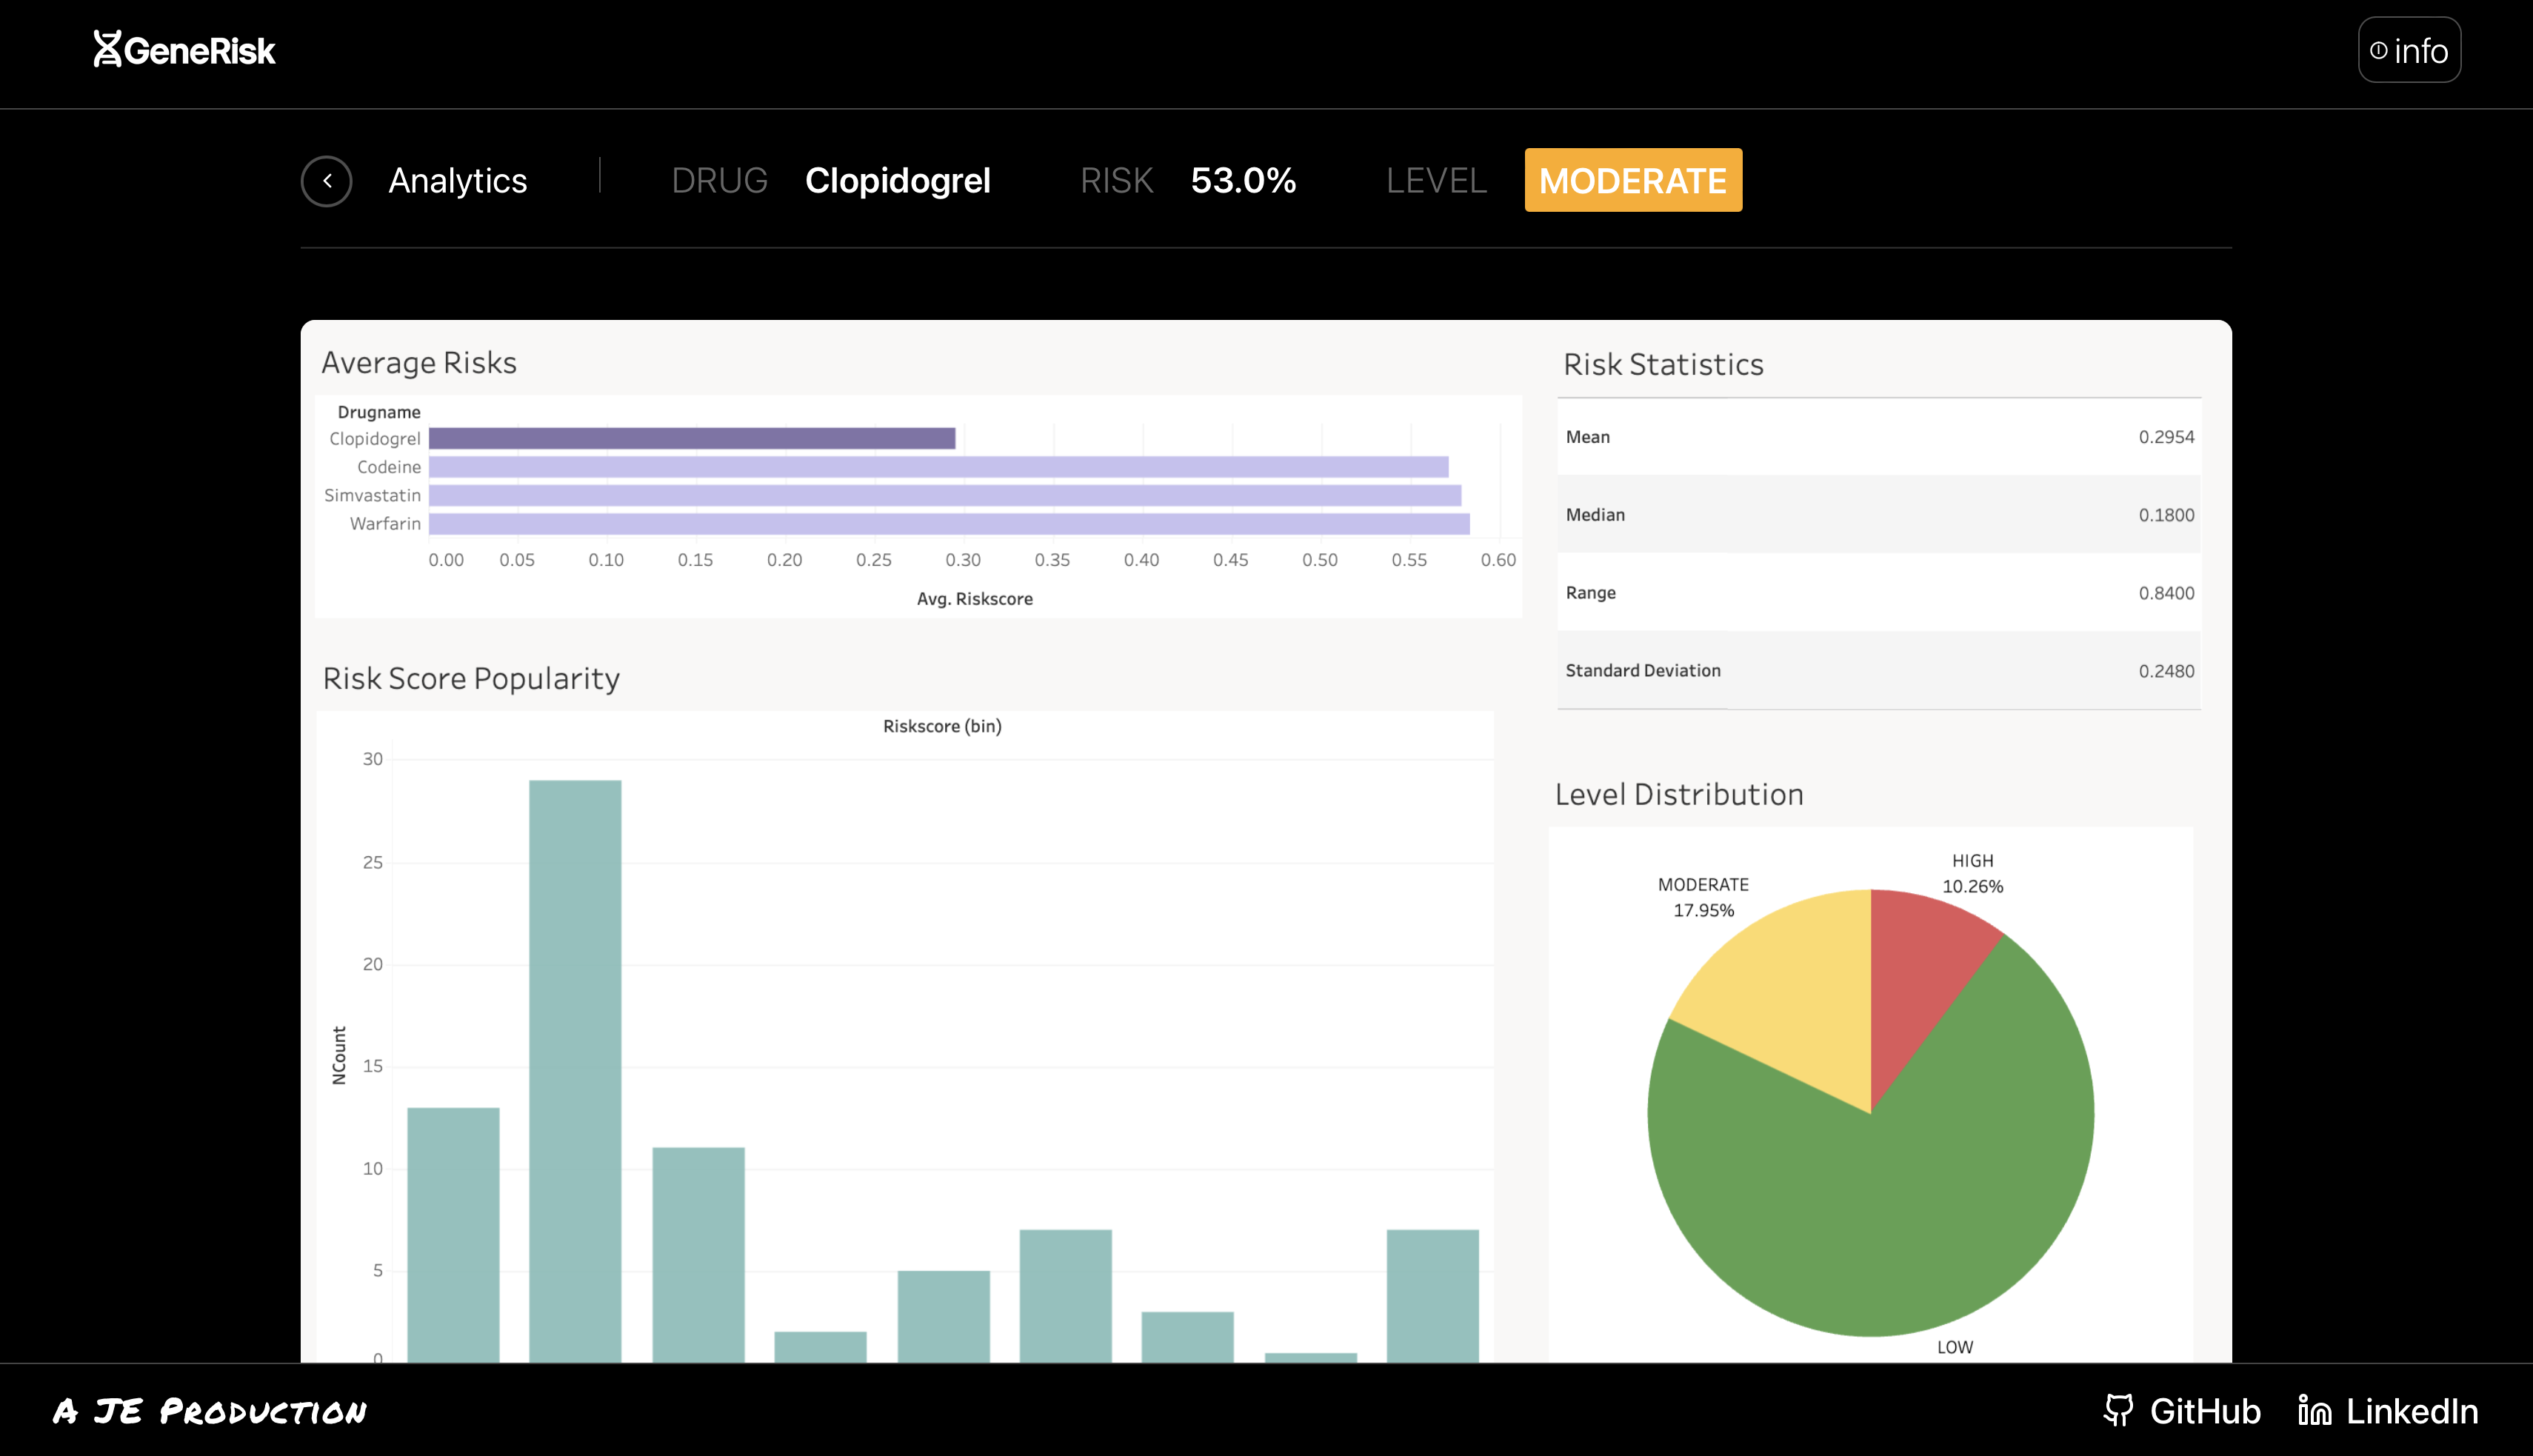 GeneRisk
info
Analytics
DRUG Clopidogrel
RISK 53.0%
LEVEL MODERATE
Average Risks
Drugname
Clopidogrel
Codeine
Simvastatin
Warfarin
0.00 0.05 0.10 0.15 0.20 0.25 0.30 0.35 0.40 0.45 0.50 0.55 0.60
Avg. Riskscore
Risk Statistics
Mean 0.2954
Median 0.1800
Range 0.8400
Standard Deviation 0.2480
Risk Score Popularity
Riskscore (bin)
30
25
20
15
10
5
0
NCount
Level Distribution
HIGH
10.26%
MODERATE
17.95%
LOW
A JE Production
GitHub
LinkedIn